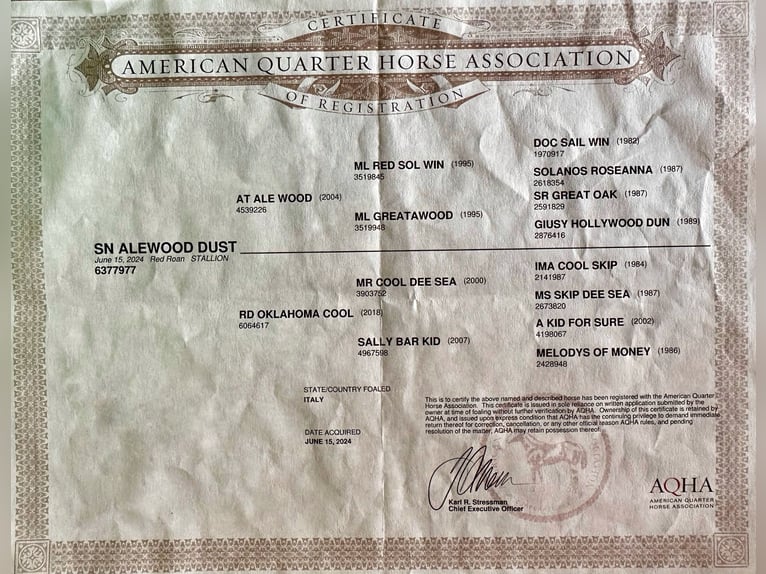 CERTIFICATE
AMERICAN QUARTER HORSE ASSOCIATION
OF REGISTRATION
DOC SAIL WIN (1982)
1970917
ML RED SOL WIN (1995)
3519845
SOLANOS ROSEANNA (1987)
2618354
AT ALE WOOD (2004)
4539226
SR GREAT OAK (1987)
2591829
ML GREATAWOOD (1995)
3519948
GIUSY HOLLYWOOD DUN (1989)
2876416
SN ALEWOOD DUST
June 15, 2024 Red Roan STALLION
6377977
IMA COOL SKIP (1984)
2141987
MR COOL DEE SEA (2000)
3903752
MS SKIP DEE SEA (1987)
2673820
RD OKLAHOMA COOL (2018)
6064617
A KID FOR SURE (2002)
4198067
SALLY BAR KID (2007)
4967598
MELODYS OF MONEY (1986)
2428948
STATE/COUNTRY FOALED
ITALY
DATE ACQUIRED
JUNE 15, 2024
This is to certify the above named and described horse has been registered with the American Quarter
Horse Association. This certificate is issued in sole reliance on written application submitted by the
owner at time of foaling without further verification by AQHA. Ownership of this certificate is retained by
AQHA, and issued upon express condition that AQHA has the continuing privilege to demand immediate
return thereof for correction, cancellation, or any other official reason AQHA rules, and pending
resolution of the matter, AQHA may retain possession thereof.
Karl R. Stressman
Chief Executive Officer
AQHA
AMERICAN QUARTER
HORSE ASSOCIATION